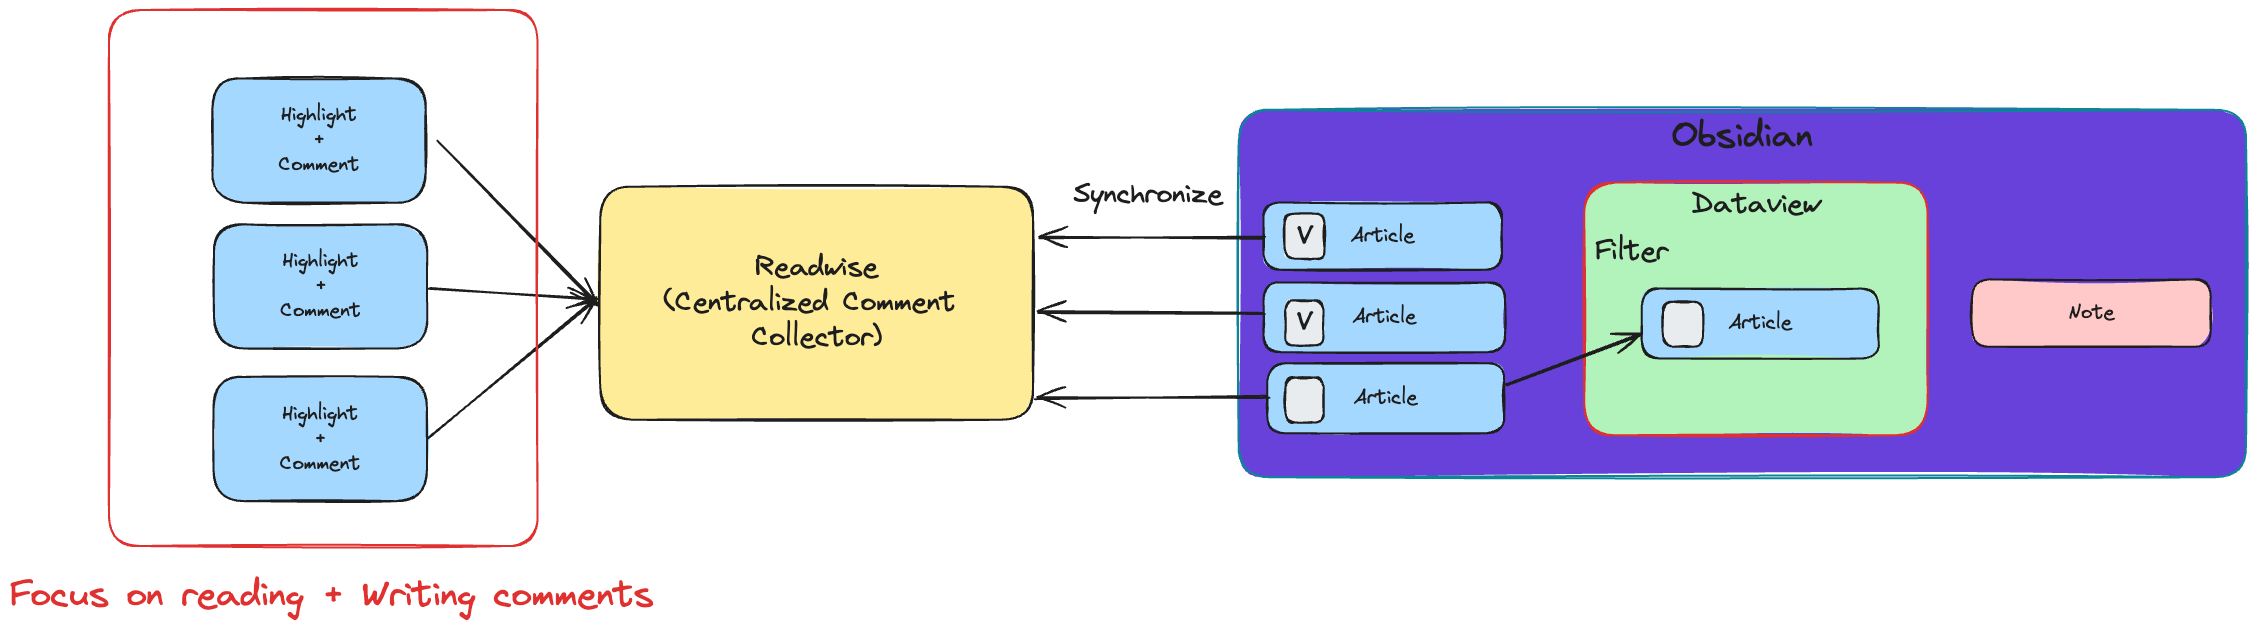 Highlight
+
Comment
Highlight
+
Comment
Highlight
+
Comment
Focus on reading + Writing comments
Readwise
(Centralized Comment
Collector)
Synchronize
Obsidian
V Article
V Article
Article
Dataview
Filter
Article
Note